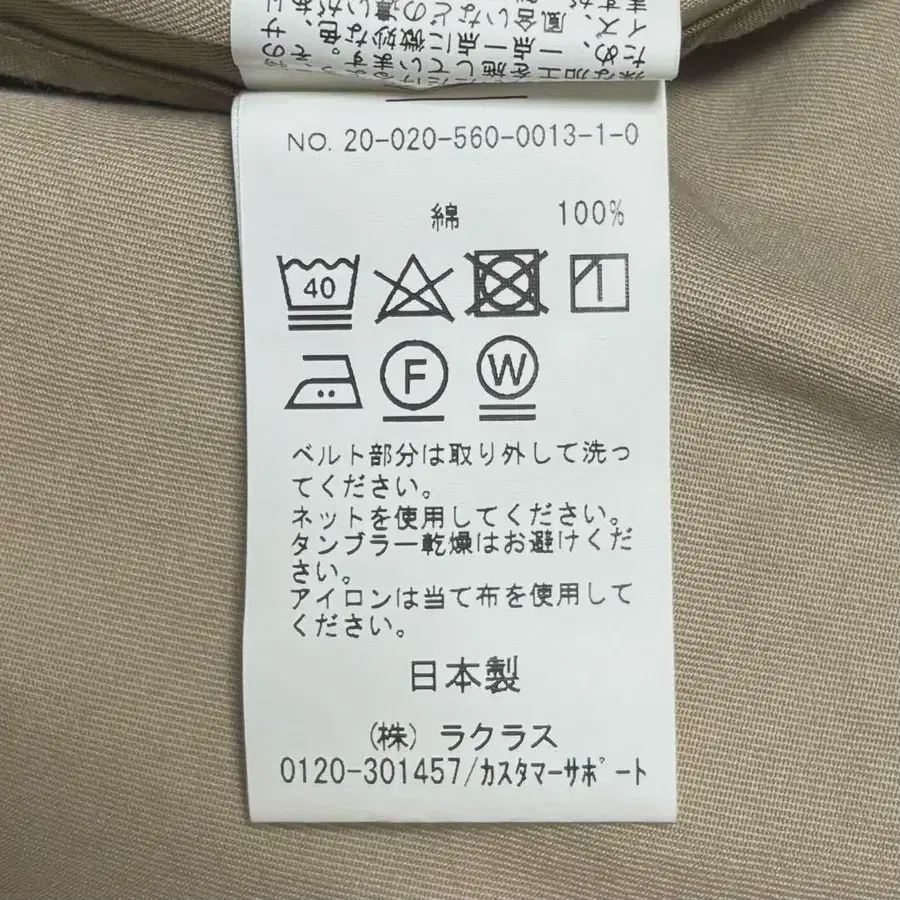 NO. 20-020-560-0013-1-0
綿 100%
40
F W
ベルト部分は取り外して洗っ
てください。
ネットを使用してください。
タンブラー乾燥はお避けくだ
さい。
アイロンは当て布を使用して
ください。
日本製
(株) ラクラス
0120-301457/ｶｽﾀﾏｰｻﾎﾟｰﾄ